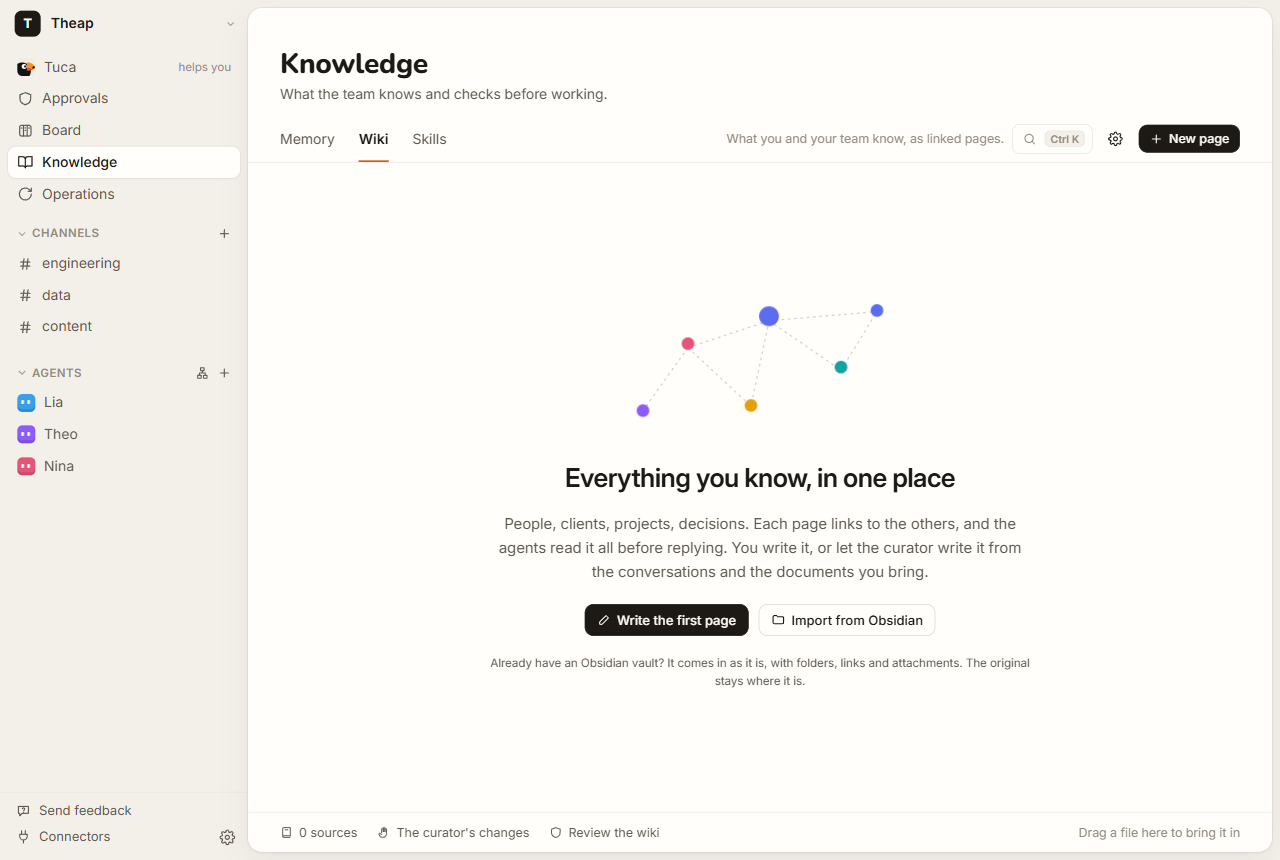 T Theap
Tuca helps you
Approvals
Board
Knowledge
Operations
CHANNELS
# engineering
# data
# content
AGENTS
Lia
Theo
Nina
Send feedback
Connectors
Knowledge
What the team knows and checks before working.
Memory Wiki Skills What you and your team know, as linked pages. Ctrl K + New page
Everything you know, in one place
People, clients, projects, decisions. Each page links to the others, and the
agents read it all before replying. You write it, or let the curator write it from
the conversations and the documents you bring.
Write the first page Import from Obsidian
Already have an Obsidian vault? It comes in as it is, with folders, links and attachments. The original
stays where it is.
0 sources The curator's changes Review the wiki Drag a file here to bring it in